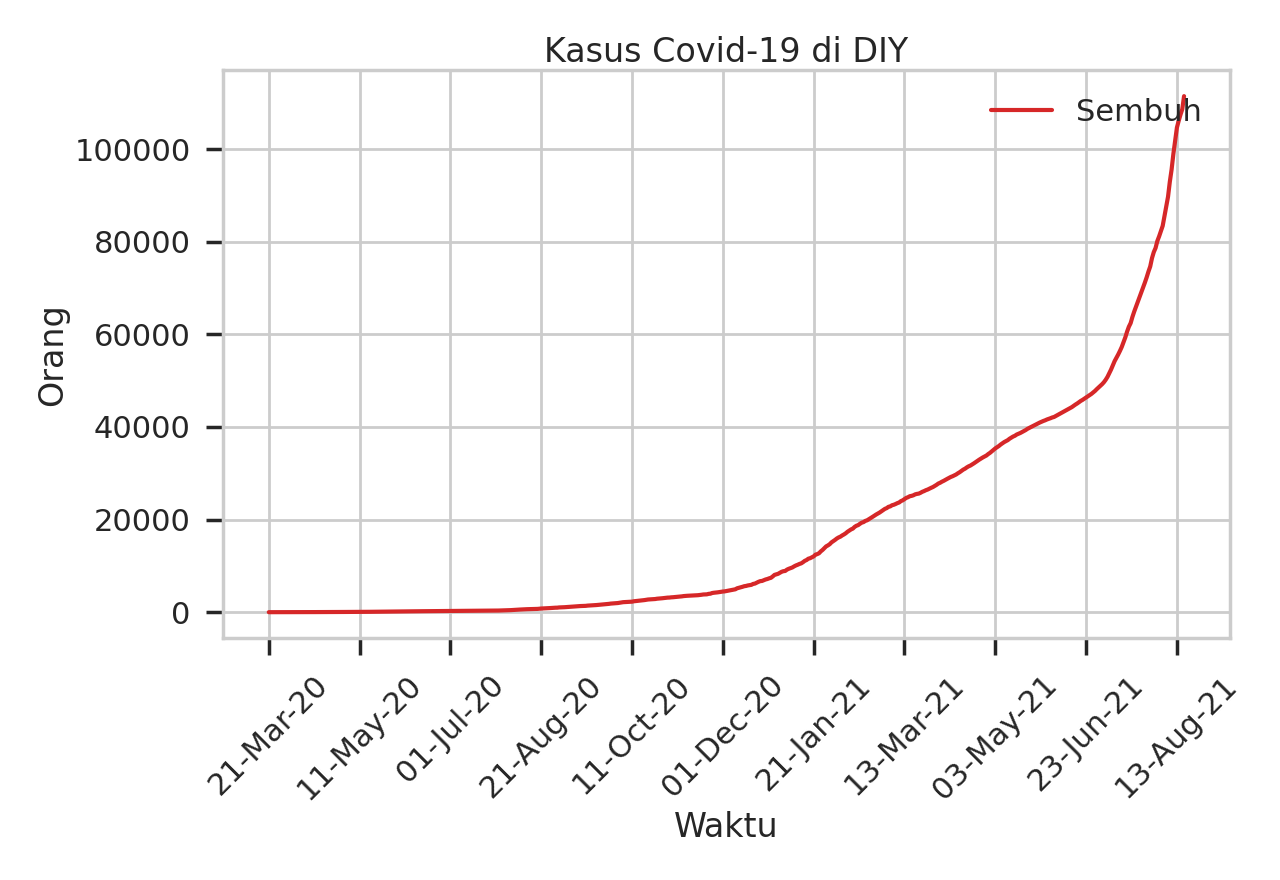 Kasus Covid-19 di DIY
Sembuh
100000
80000
60000
40000
20000
0
Orang
21-Mar-20
11-May-20
01-Jul-20
21-Aug-20
11-Oct-20
01-Dec-20
21-Jan-21
13-Mar-21
03-May-21
23-Jun-21
13-Aug-21
Waktu